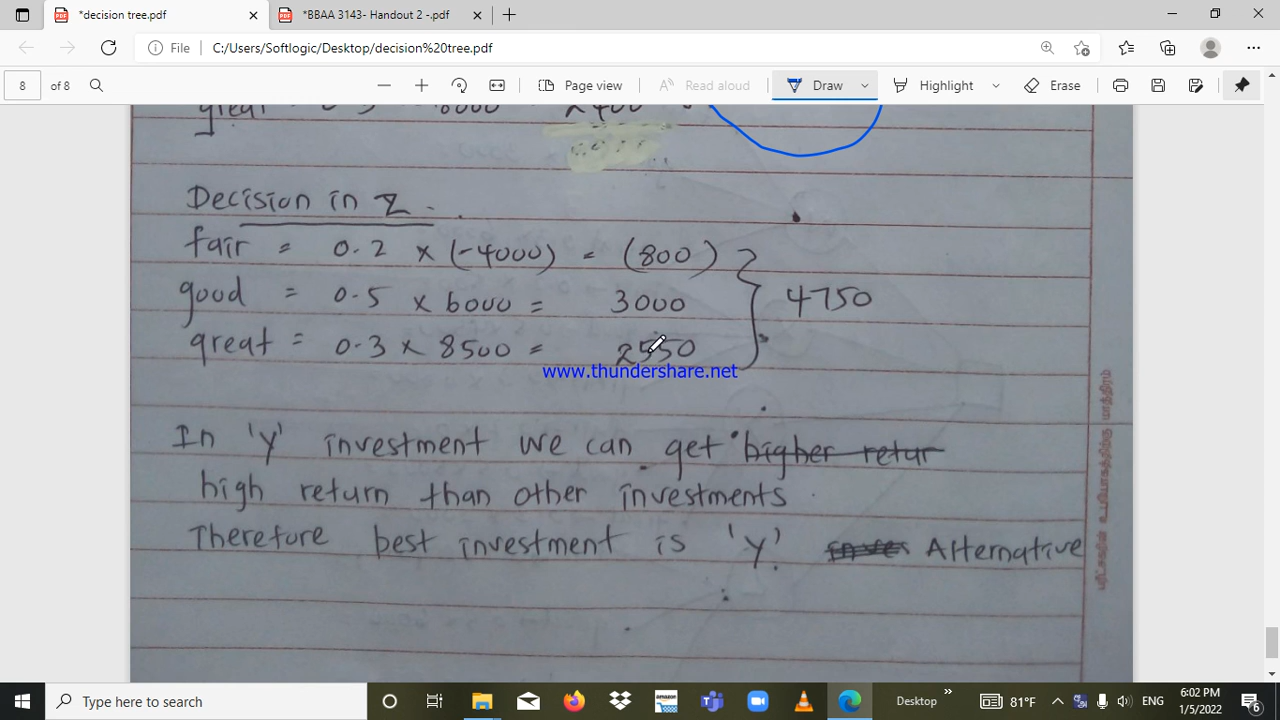 *decision tree.pdf
*BBAA 3143- Handout 2 -.pdf
File C:/Users/Softlogic/Desktop/decision%20tree.pdf
8 of 8 Page view Read aloud Draw Highlight Erase
Decision in Z
fair = 0.2 × (-4000) = (800)
good = 0.5 × 6000 = 3000
4750
great = 0.3 × 8500 = 2550
www.thundershare.net
In 'y' investment we can get higher retur
high return than other investments
Therefore best investment is 'y' Alternative
Type here to search
Desktop
81°F
ENG
6:02 PM
1/5/2022
6